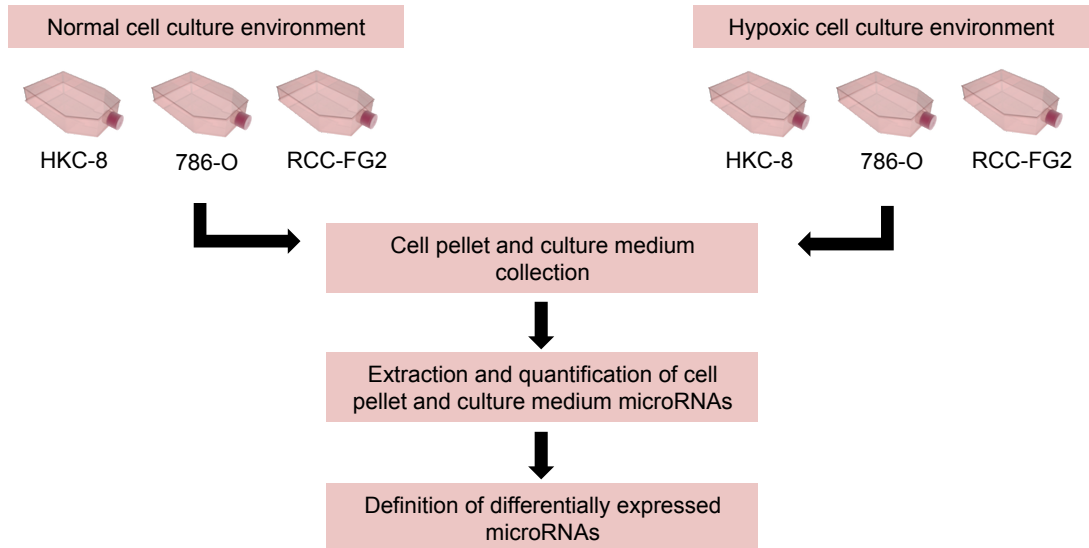 Normal cell culture environment
Hypoxic cell culture environment
HKC-8
786-O
RCC-FG2
HKC-8
786-O
RCC-FG2
Cell pellet and culture medium
collection
Extraction and quantification of cell
pellet and culture medium microRNAs
Definition of differentially expressed
microRNAs